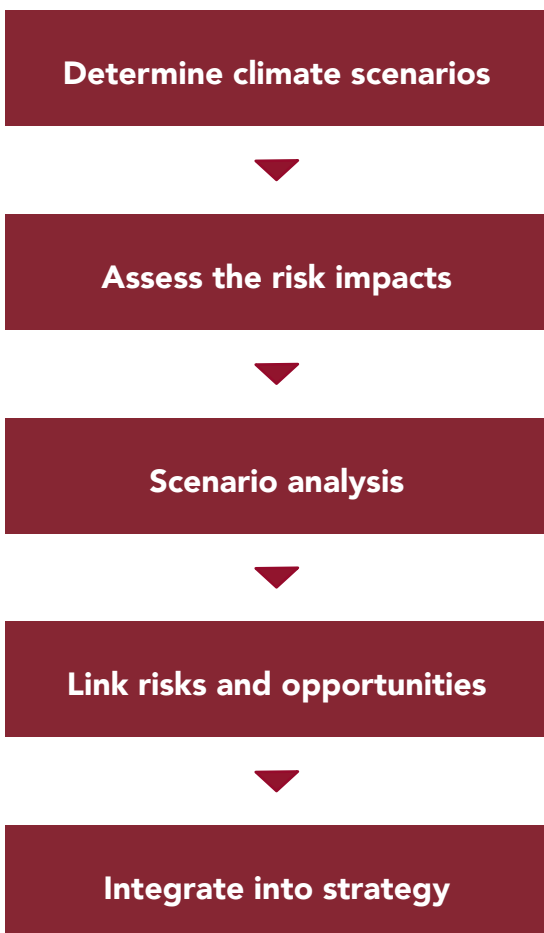 Determine climate scenarios
Assess the risk impacts
Scenario analysis
Link risks and opportunities
Integrate into strategy